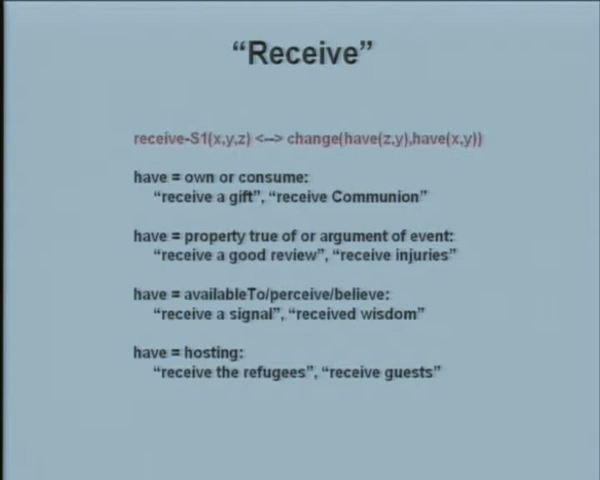 “Receive”
receive-S1(x,y,z) <--> change(have(z,y),have(x,y))
have = own or consume:
“receive a gift”, “receive Communion”
have = property true of or argument of event:
“receive a good review”, “receive injuries”
have = availableTo/perceive/believe:
“receive a signal”, “received wisdom”
have = hosting:
“receive the refugees”, “receive guests”